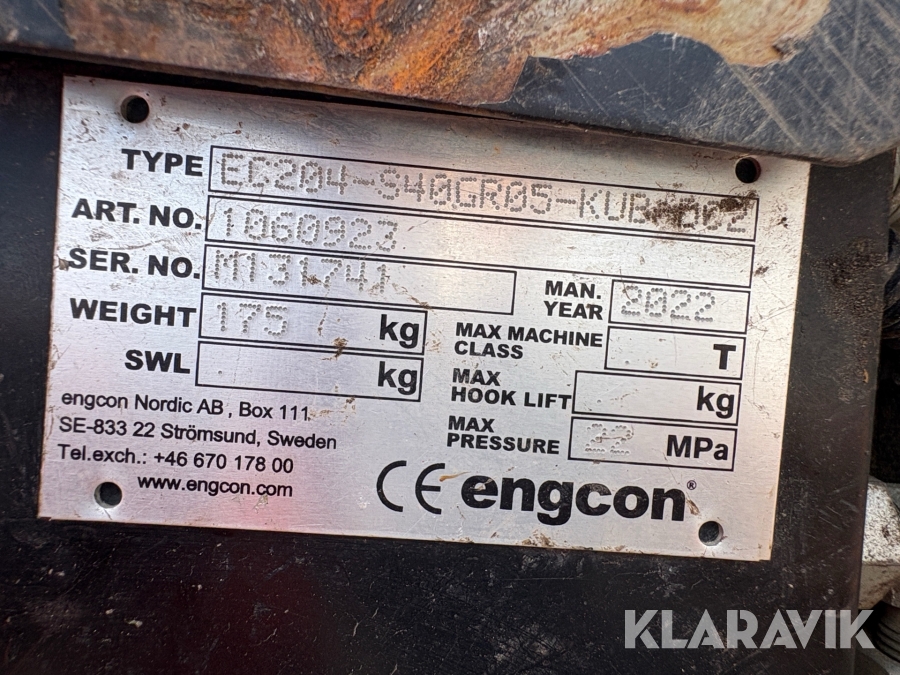 TYPE EC204-S40GR05-KUB
ART. NO. 1060923
SER. NO. M131741
MAN. YEAR 2022
WEIGHT 175 kg
MAX MACHINE CLASS T
SWL kg
MAX HOOK LIFT kg
MAX PRESSURE 22 MPa
engcon Nordic AB , Box 111
SE-833 22 Strömsund, Sweden
Tel.exch.: +46 670 178 00
www.engcon.com
CE engcon®
KLARAVIK